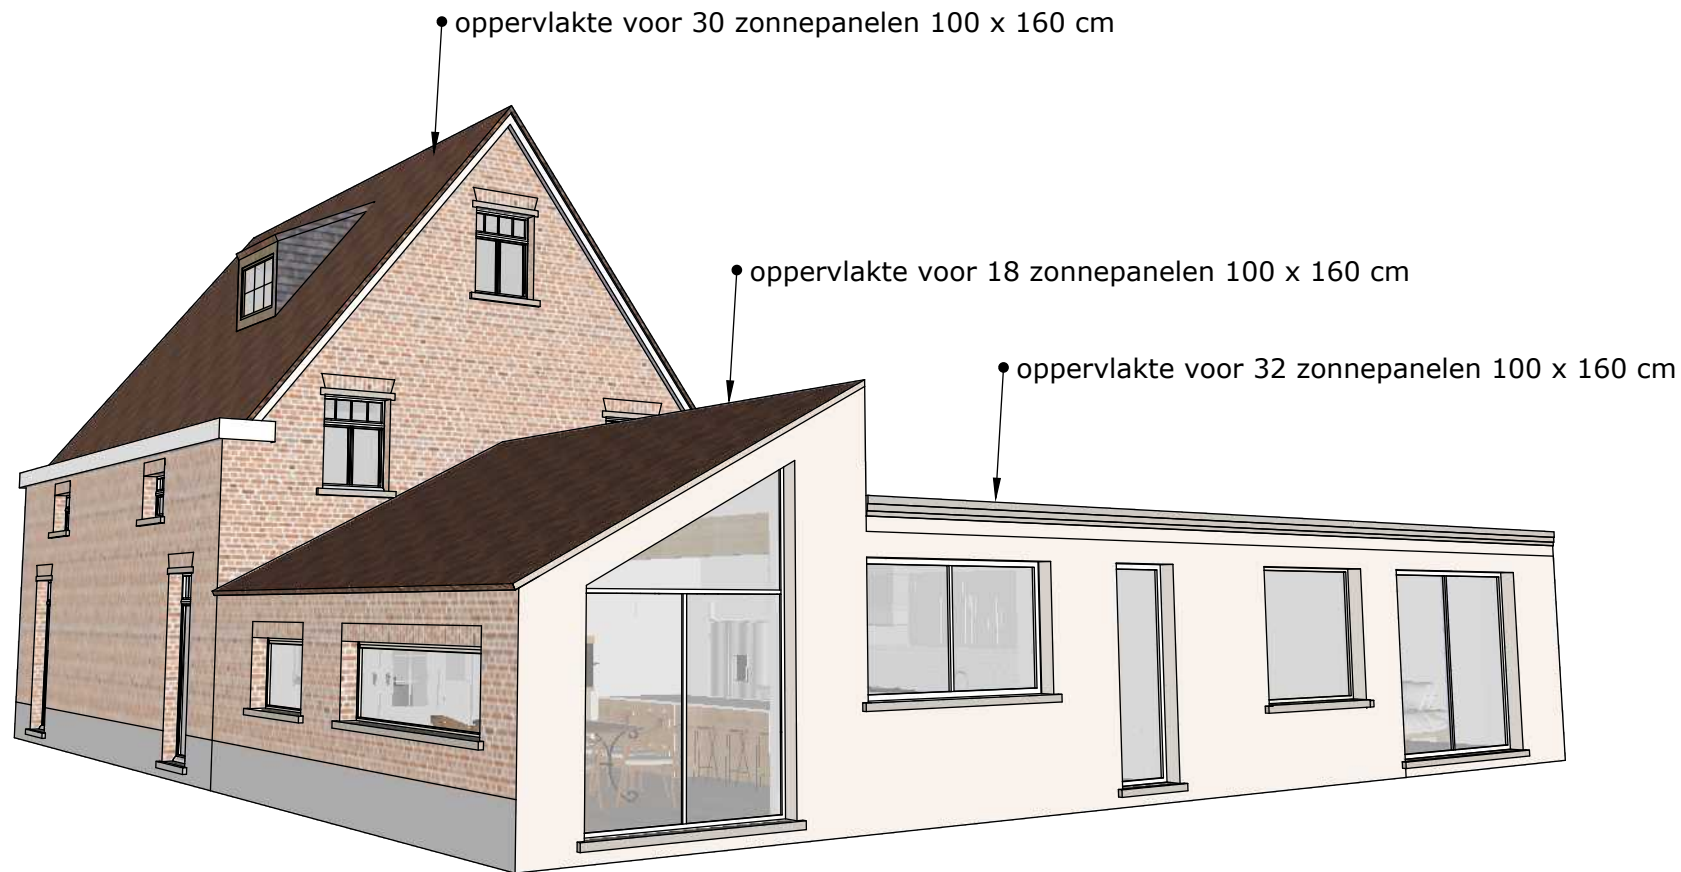 oppervlakte voor 30 zonnepanelen 100 x 160 cm
oppervlakte voor 18 zonnepanelen 100 x 160 cm
oppervlakte voor 32 zonnepanelen 100 x 160 cm